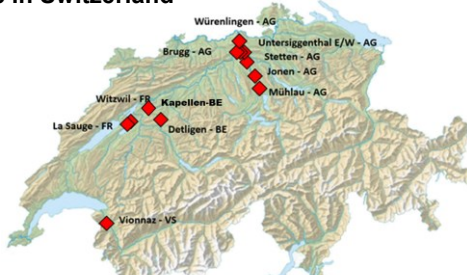 in Switzerland
Würenlingen - AG
Untersiggenthal E/W - AG
Brugg - AG
Stetten - AG
Jonen - AG
Mühlau - AG
Witzwil - FR
Kapellen-BE
La Sauge - FR
Detligen - BE
Vionnaz - VS